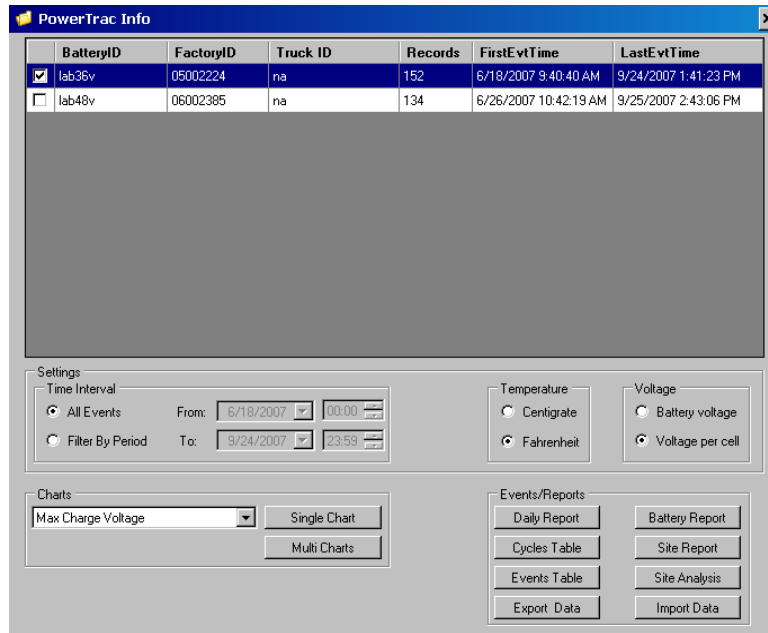 PowerTrac Info
BatteryID FactoryID Truck ID Records FirstEvtTime LastEvtTime
lab36v 05002224 na 152 6/18/2007 9:40:40 AM 9/24/2007 1:41:23 PM
lab48v 06002385 na 134 6/26/2007 10:42:19 AM 9/25/2007 2:43:06 PM
Settings
Time Interval Temperature Voltage
All Events From: 6/18/2007 00:00 Centigrate Battery voltage
Filter By Period To: 9/24/2007 23:59 Fahrenheit Voltage per cell
Charts Events/Reports
Max Charge Voltage Single Chart Daily Report Battery Report
Multi Charts Cycles Table Site Report
Events Table Site Analysis
Export Data Import Data